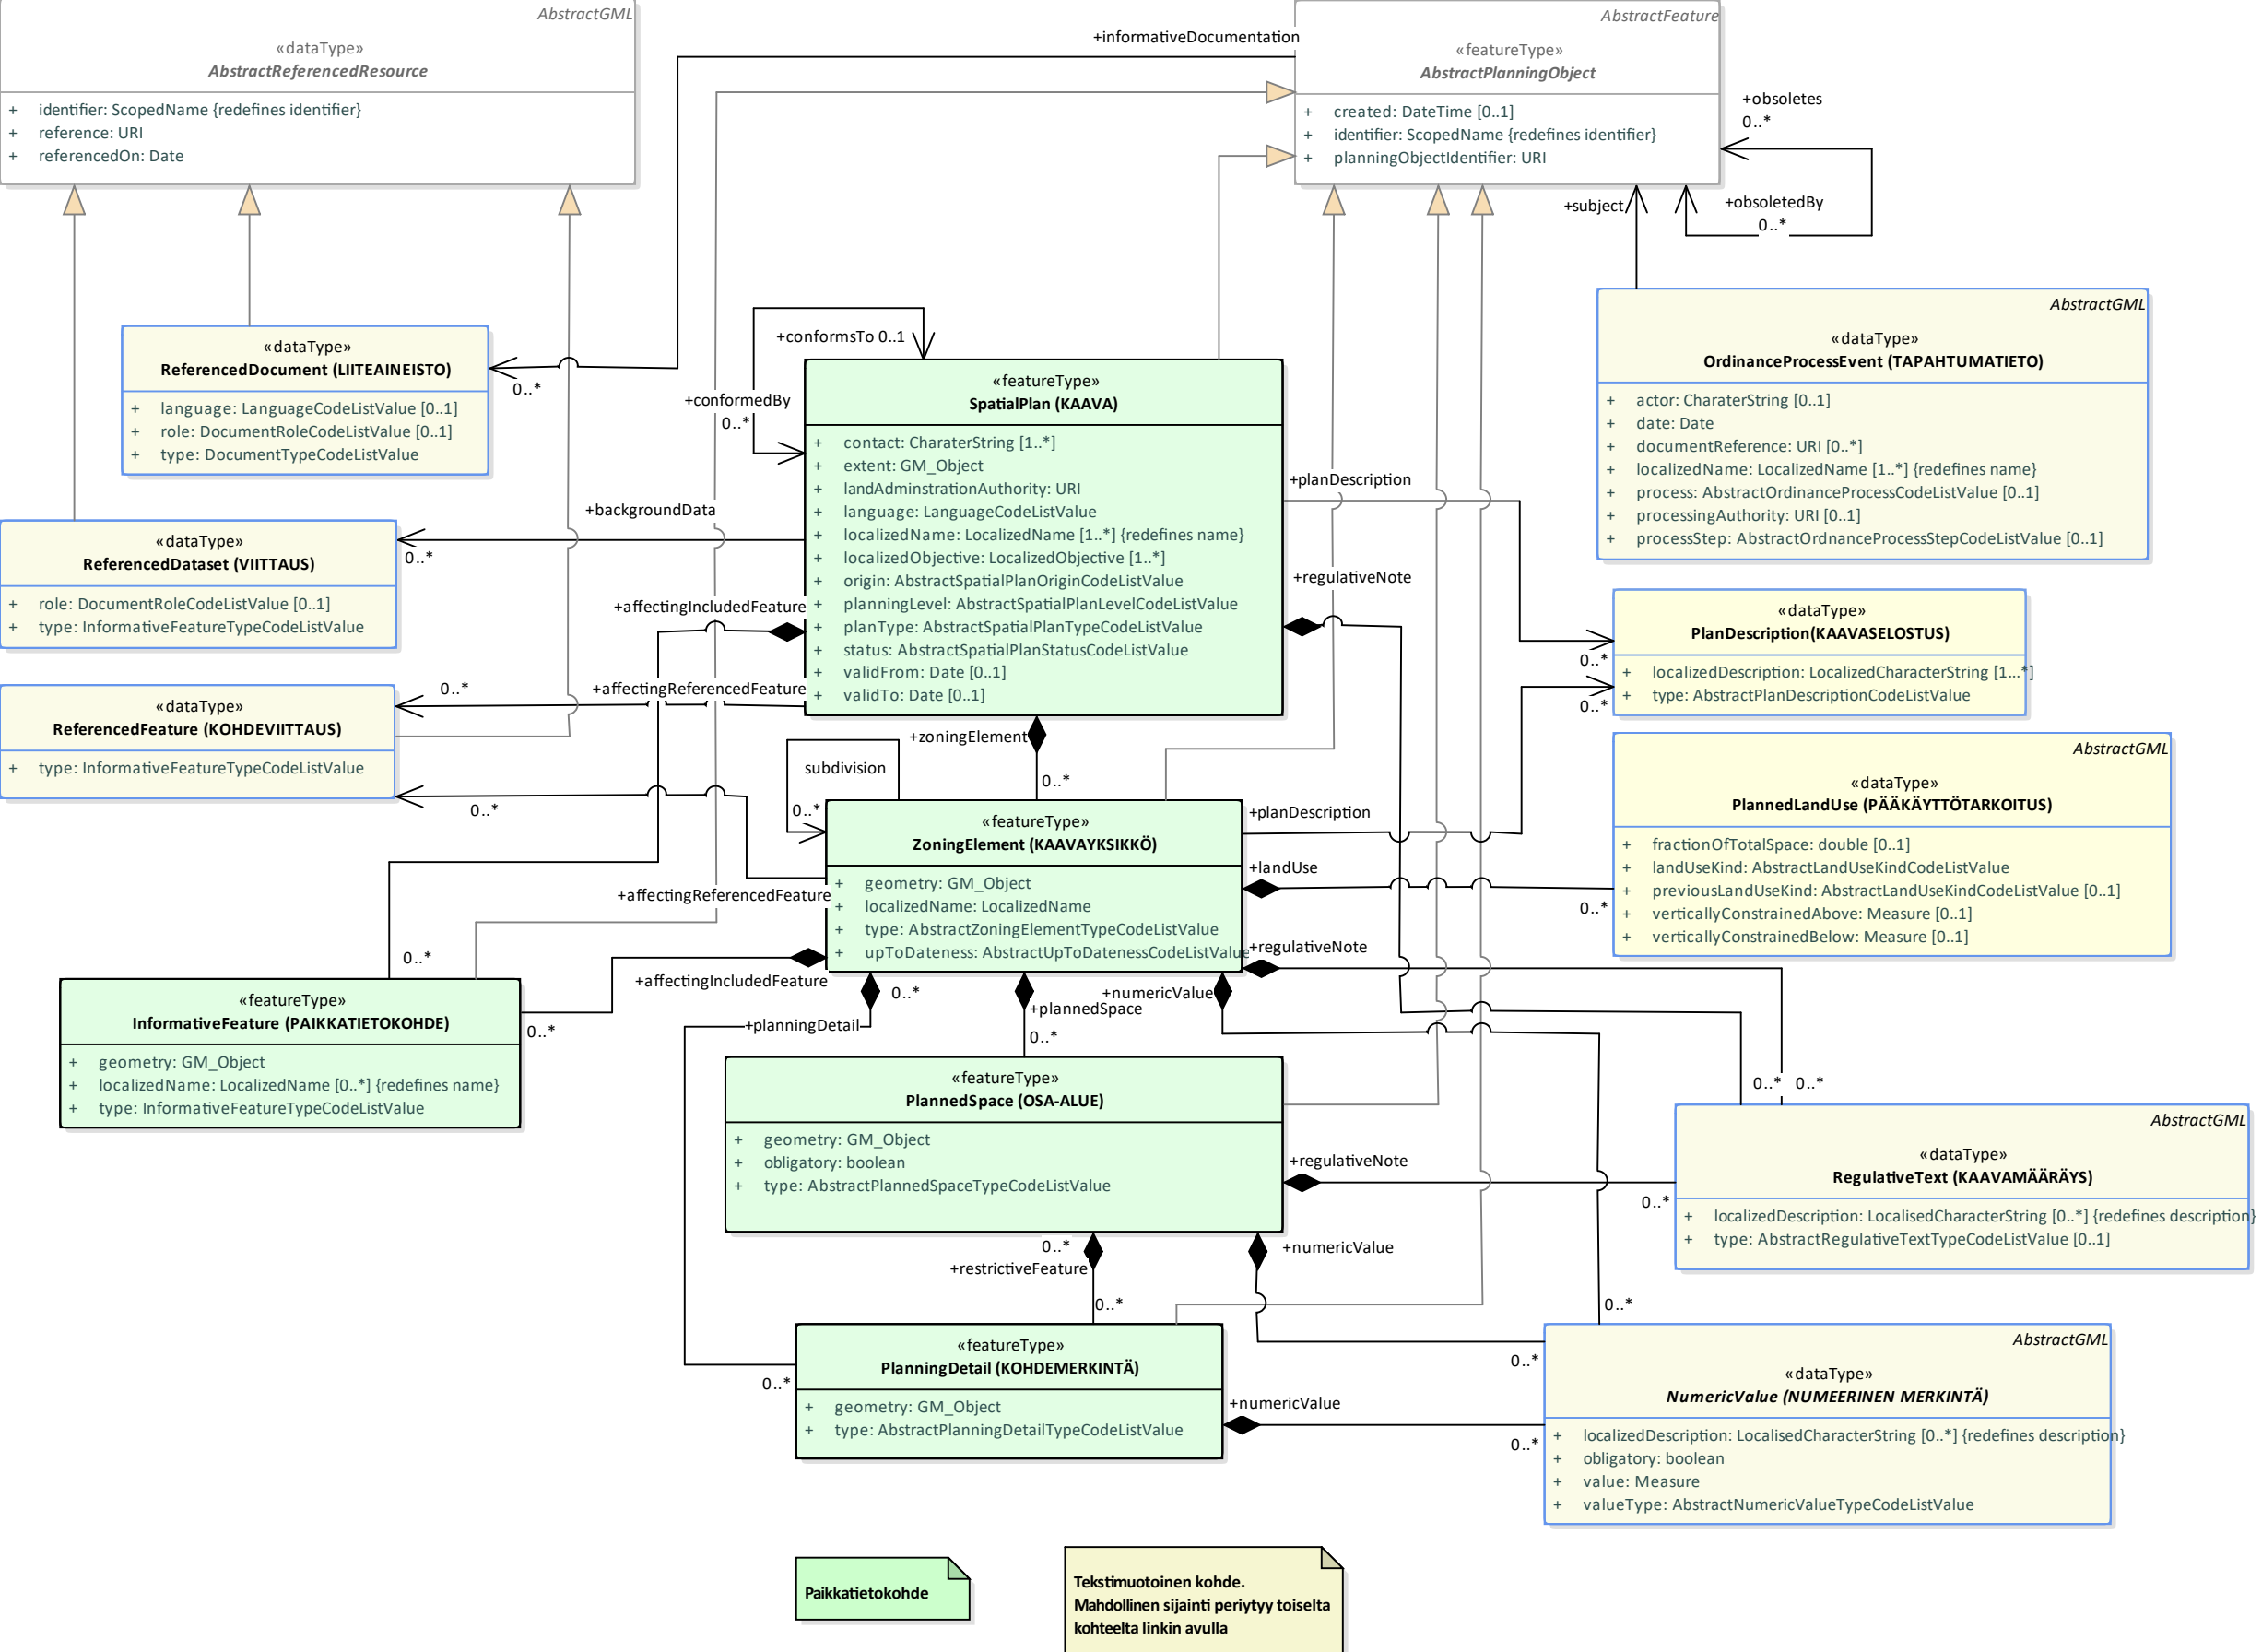 AbstractGML
«dataType»
AbstractReferencedResource
+ identifier: ScopedName {redefines identifier}
+ reference: URI
+ referencedOn: Date
AbstractFeature
«featureType»
AbstractPlanningObject
+ created: DateTime [0..1]
+ identifier: ScopedName {redefines identifier}
+ planningObjectIdentifier: URI
+informativeDocumentation
0..*
+obsoletes
0..*
+obsoletedBy
0..*
+subject
AbstractGML
«dataType»
OrdinanceProcessEvent (TAPAHTUMATIETO)
+ actor: CharaterString [0..1]
+ date: Date
+ documentReference: URI [0..*]
+ localizedName: LocalizedName [1..*] {redefines name}
+ process: AbstractOrdinanceProcessCodeListValue [0..1]
+ processingAuthority: URI [0..1]
+ processStep: AbstractOrdnanceProcessStepCodeListValue [0..1]
«dataType»
ReferencedDocument (LIITEAINEISTO)
+ language: LanguageCodeListValue [0..1]
+ role: DocumentRoleCodeListValue [0..1]
+ type: DocumentTypeCodeListValue
+conformsTo 0..1
+conformedBy
0..*
«featureType»
SpatialPlan (KAAVA)
+ contact: CharaterString [1..*]
+ extent: GM_Object
+ landAdminstrationAuthority: URI
+ language: LanguageCodeListValue
+ localizedName: LocalizedName [1..*] {redefines name}
+ localizedObjective: LocalizedObjective [1..*]
+ origin: AbstractSpatialPlanOriginCodeListValue
+ planningLevel: AbstractSpatialPlanLevelCodeListValue
+ planType: AbstractSpatialPlanTypeCodeListValue
+ status: AbstractSpatialPlanStatusCodeListValue
+ validFrom: Date [0..1]
+ validTo: Date [0..1]
+planDescription
0..*
+regulativeNote
+backgroundData
0..*
+affectingIncludedFeature
0..*
+affectingReferencedFeature
0..*
«dataType»
ReferencedDataset (VIITTAUS)
+ role: DocumentRoleCodeListValue [0..1]
+ type: InformativeFeatureTypeCodeListValue
«dataType»
PlanDescription(KAAVASELOSTUS)
+ localizedDescription: LocalizedCharacterString [1...*]
+ type: AbstractPlanDescriptionCodeListValue
«dataType»
ReferencedFeature (KOHDEVIITTAUS)
+ type: InformativeFeatureTypeCodeListValue
0..*
+zoningElement
0..*
subdivision
0..*
«featureType»
ZoningElement (KAAVAYKSIKKÖ)
+ geometry: GM_Object
+ localizedName: LocalizedName
+ type: AbstractZoningElementTypeCodeListValue
+ upToDateness: AbstractUpToDatenessCodeListValue
+planDescription
0..*
+landUse
0..*
+regulativeNote
+affectingReferencedFeature
+affectingIncludedFeature
0..*
AbstractGML
«dataType»
PlannedLandUse (PÄÄKÄYTTÖTARKOITUS)
+ fractionOfTotalSpace: double [0..1]
+ landUseKind: AbstractLandUseKindCodeListValue
+ previousLandUseKind: AbstractLandUseKindCodeListValue [0..1]
+ verticallyConstrainedAbove: Measure [0..1]
+ verticallyConstrainedBelow: Measure [0..1]
«featureType»
InformativeFeature (PAIKKATIETOKOHDE)
+ geometry: GM_Object
+ localizedName: LocalizedName [0..*] {redefines name}
+ type: InformativeFeatureTypeCodeListValue
0..*
+planningDetail
+plannedSpace
0..*
+numericValue
0..* 0..*
«featureType»
PlannedSpace (OSA-ALUE)
+ geometry: GM_Object
+ obligatory: boolean
+ type: AbstractPlannedSpaceTypeCodeListValue
+regulativeNote
0..*
AbstractGML
«dataType»
RegulativeText (KAAVAMÄÄRÄYS)
+ localizedDescription: LocalisedCharacterString [0..*] {redefines description}
+ type: AbstractRegulativeTextTypeCodeListValue [0..1]
0..*
+restrictiveFeature
0..*
+numericValue
0..*
0..*
«featureType»
PlanningDetail (KOHDEMERKINTÄ)
+ geometry: GM_Object
+ type: AbstractPlanningDetailTypeCodeListValue
0..*
+numericValue
0..*
AbstractGML
«dataType»
NumericValue (NUMEERINEN MERKINTÄ)
+ localizedDescription: LocalisedCharacterString [0..*] {redefines description}
+ obligatory: boolean
+ value: Measure
+ valueType: AbstractNumericValueTypeCodeListValue
Paikkatietokohde
Tekstimuotoinen kohde.
Mahdollinen sijainti periytyy toiselta
kohteelta linkin avulla